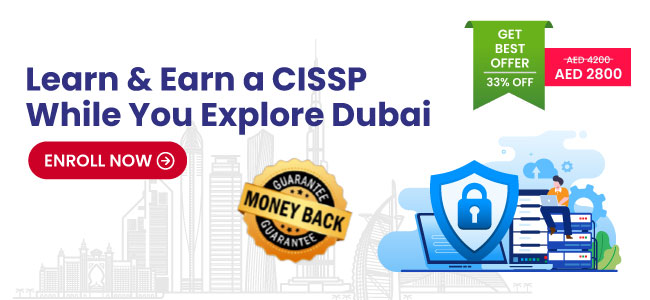 Learn & Earn a CISSP
While You Explore Dubai
ENROLL NOW
GUARANTEE
MONEY BACK
GUARANTEE
GET
BEST
OFFER
33% OFF
AED 4200
AED 2800